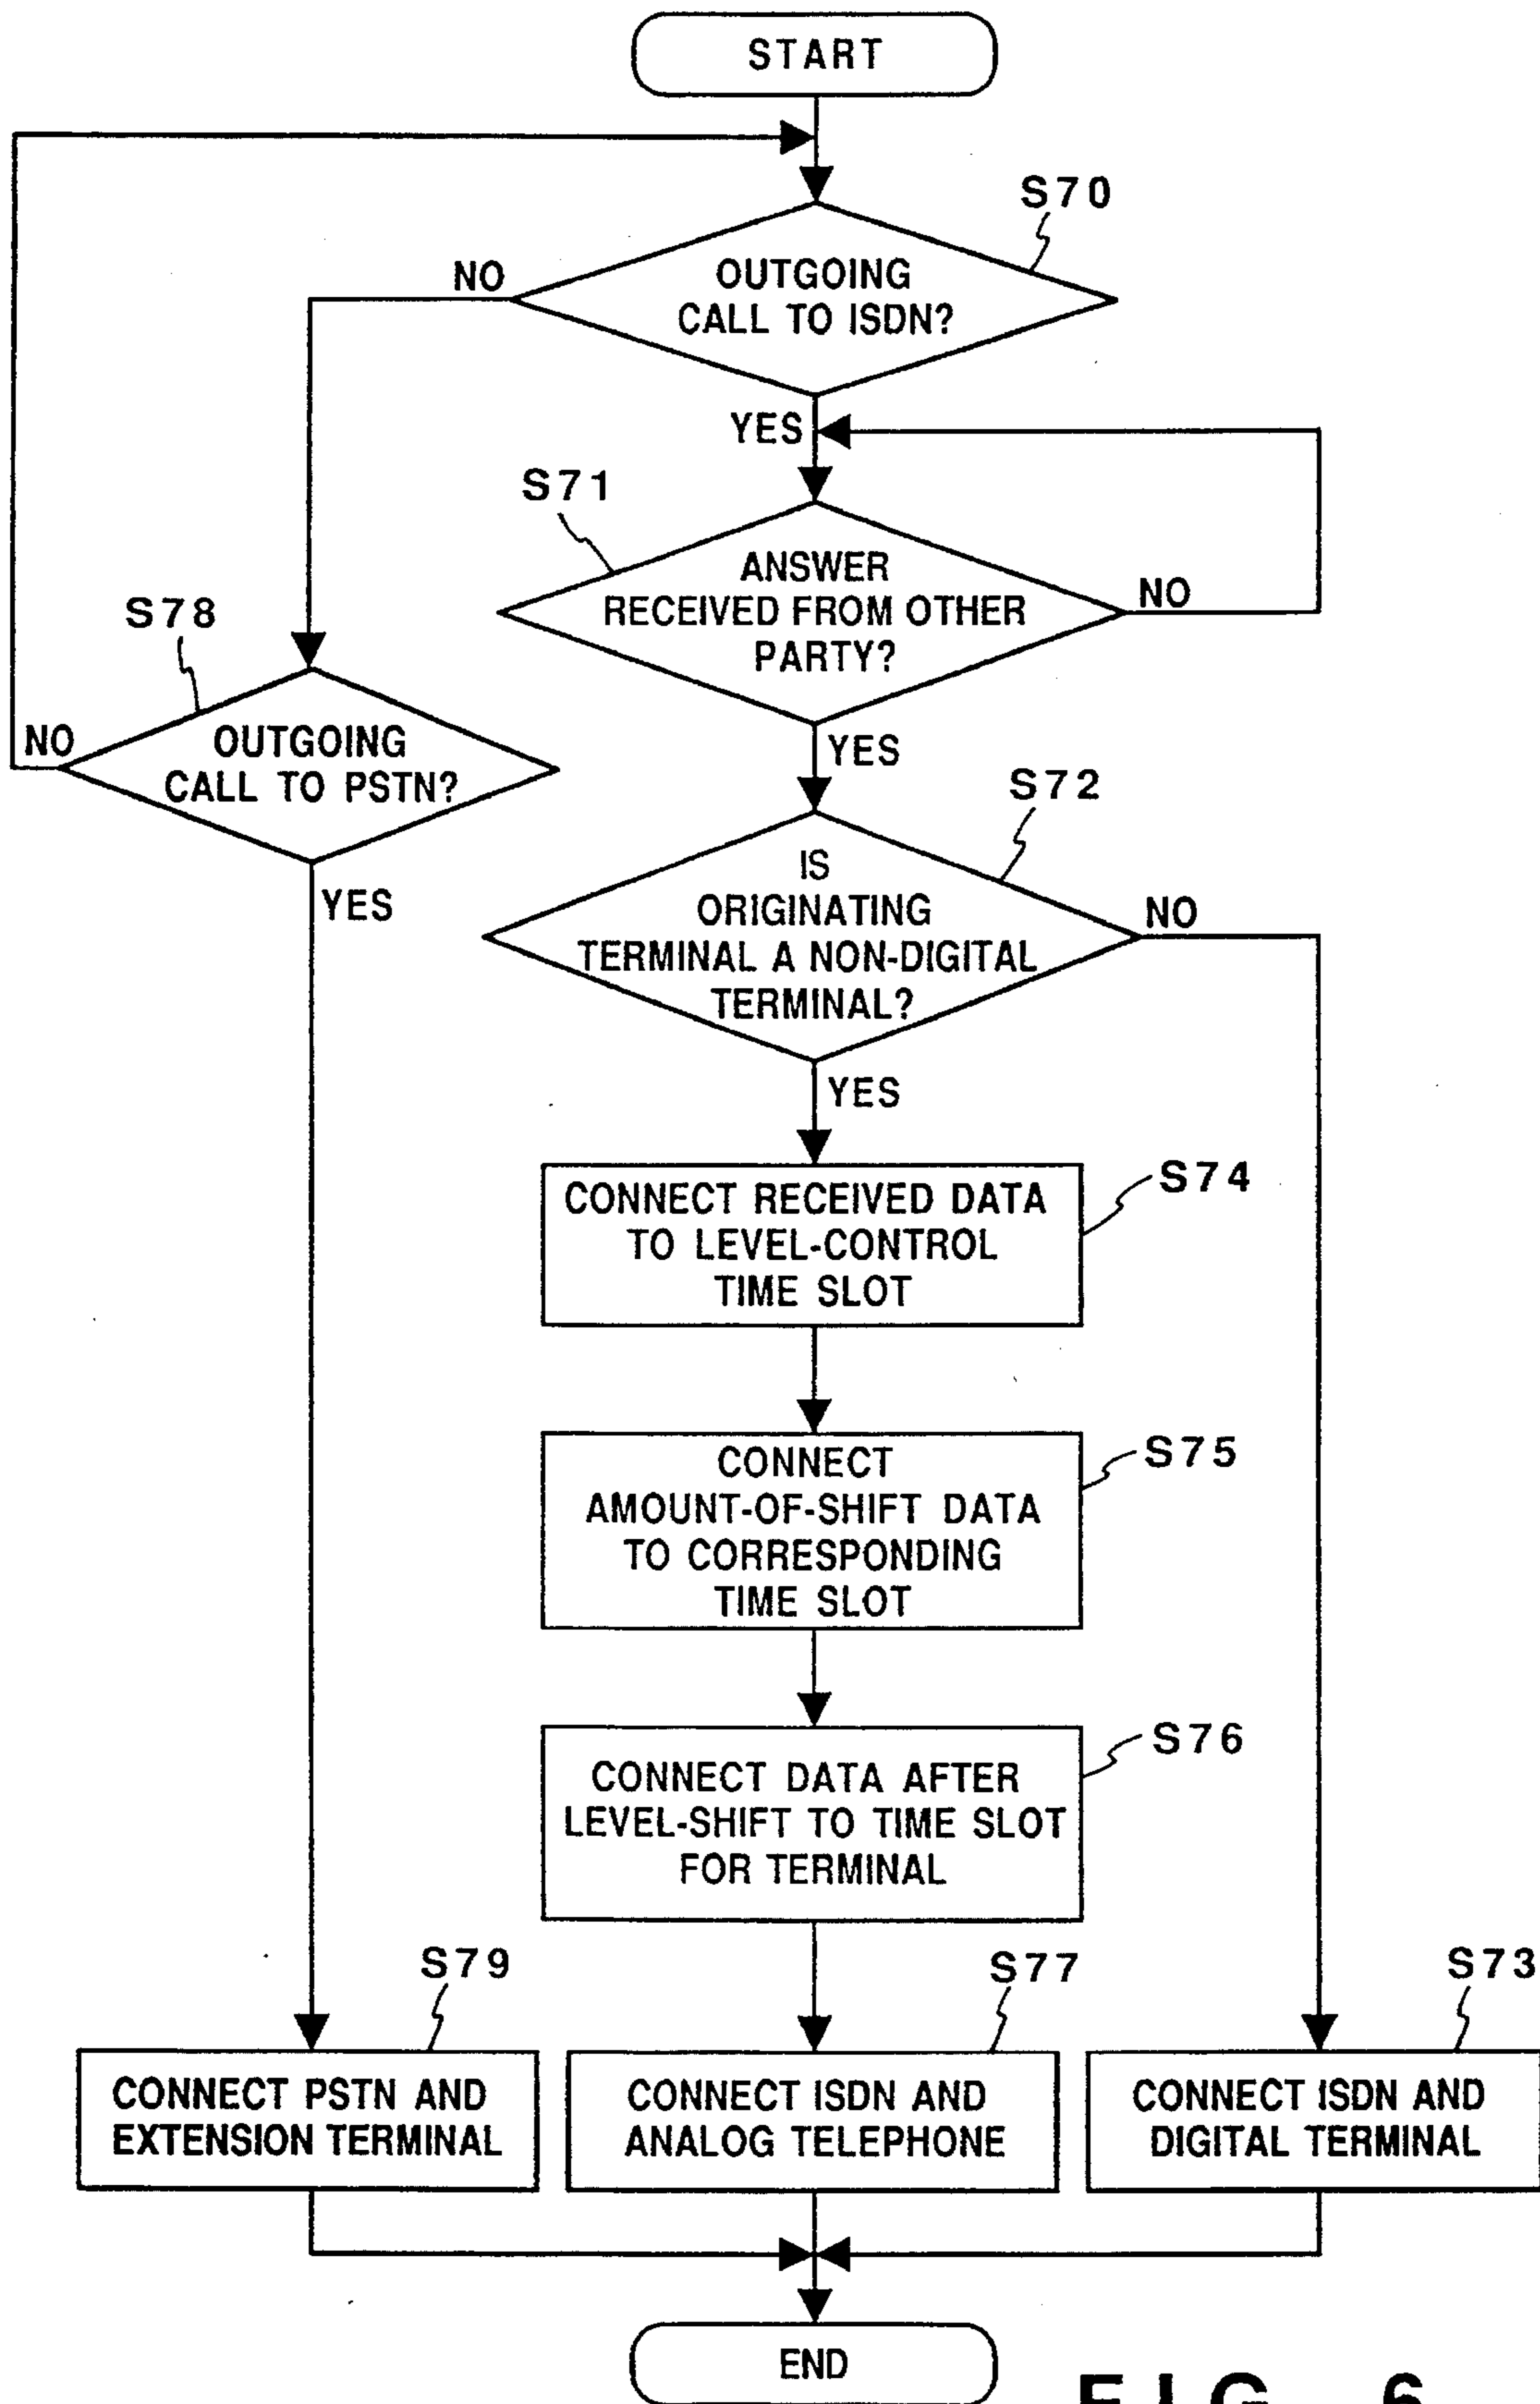 START
S70
NO
OUTGOING
CALL TO ISDN?
YES
S71
ANSWER
RECEIVED FROM OTHER
PARTY?
NO
S78
OUTGOING
CALL TO PSTN?
NO
YES
YES
S72
IS
ORIGINATING
TERMINAL A NON-DIGITAL
TERMINAL?
NO
YES
S74
CONNECT RECEIVED DATA
TO LEVEL-CONTROL
TIME SLOT
S75
CONNECT
AMOUNT-OF-SHIFT DATA
TO CORRESPONDING
TIME SLOT
S76
CONNECT DATA AFTER
LEVEL-SHIFT TO TIME SLOT
FOR TERMINAL
S79
CONNECT PSTN AND
EXTENSION TERMINAL
S77
CONNECT ISDN AND
ANALOG TELEPHONE
S73
CONNECT ISDN AND
DIGITAL TERMINAL
END
FIG. 6